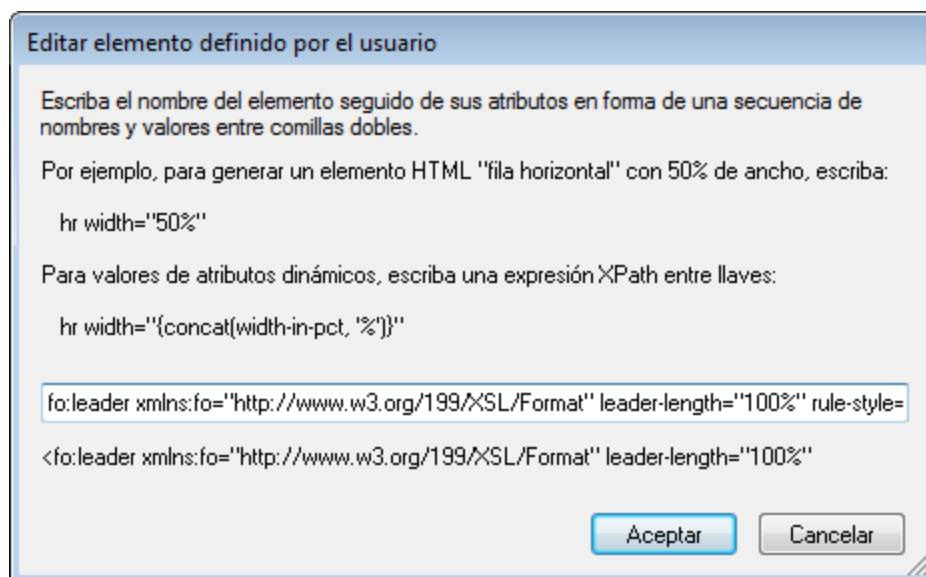 Editar elemento definido por el usuario
Escriba el nombre del elemento seguido de sus atributos en forma de una secuencia de
nombres y valores entre comillas dobles.
Por ejemplo, para generar un elemento HTML "fila horizontal" con 50% de ancho, escriba:
hr width="50%"
Para valores de atributos dinámicos, escriba una expresión XPath entre llaves:
hr width="{concat(width-in-pct, '%')}"
fo:leader xmlns:fo="http://www.w3.org/199/XSL/Format" leader-length="100%" rule-style=
<fo:leader xmlns:fo="http://www.w3.org/199/XSL/Format" leader-length="100%"
Aceptar
Cancelar